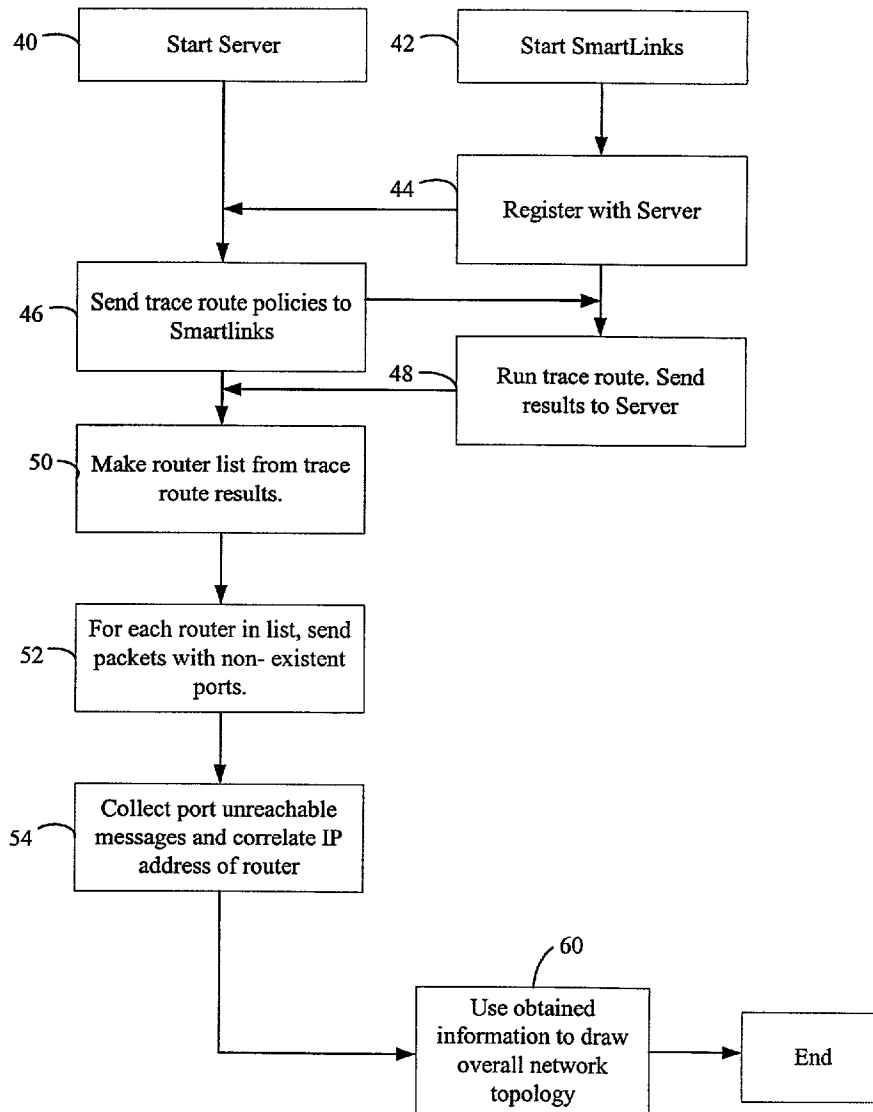 40
Start Server
42
Start SmartLinks
44
Register with Server
46
Send trace route policies to
Smartlinks
48
Run trace route. Send
results to Server
50
Make router list from trace
route results.
52
For each router in list, send
packets with non- existent
ports.
54
Collect port unreachable
messages and correlate IP
address of router
60
Use obtained
information to draw
overall network
topology
End